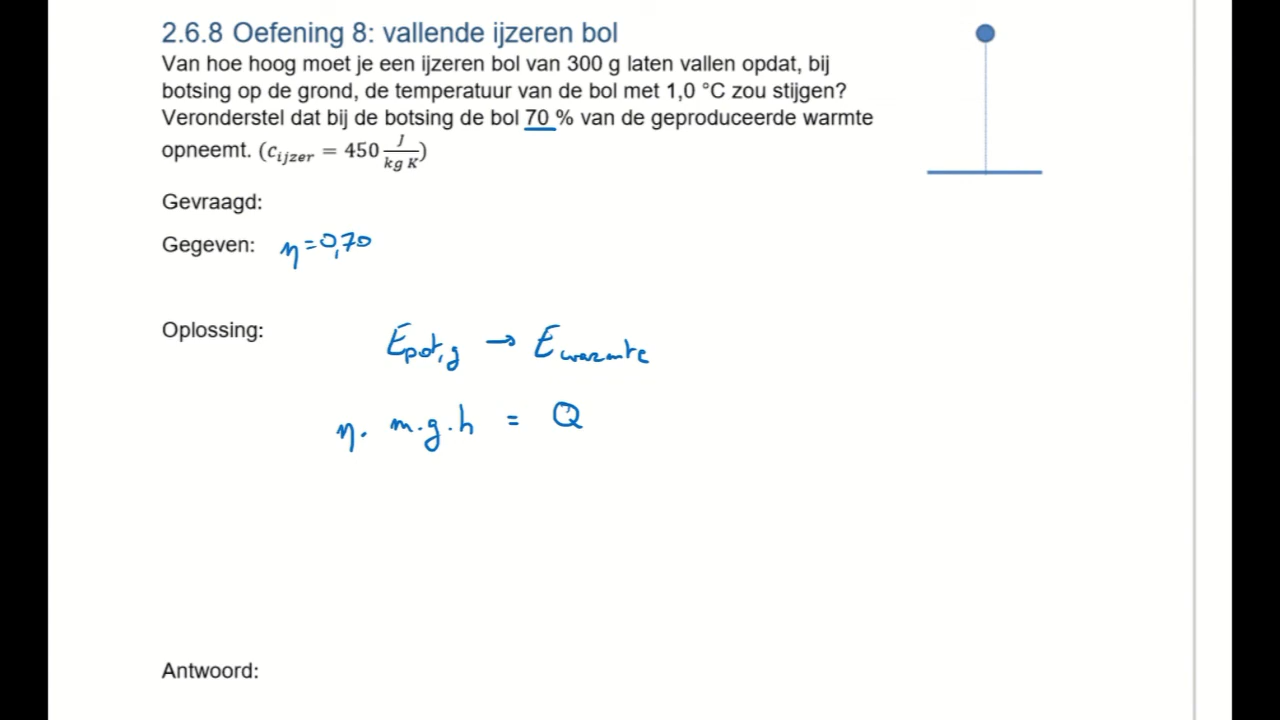 2.6.8 Oefening 8: vallende ijzeren bol
Van hoe hoog moet je een ijzeren bol van 300 g laten vallen opdat, bij
botsing op de grond, de temperatuur van de bol met 1,0 °C zou stijgen?
Veronderstel dat bij de botsing de bol 70 % van de geproduceerde warmte
opneemt. (c_ijzer = 450 J/kg K)
Gevraagd:
Gegeven: η = 0,70
Oplossing: E_pot,g → E_warmte
η. m.g.h = Q
Antwoord: